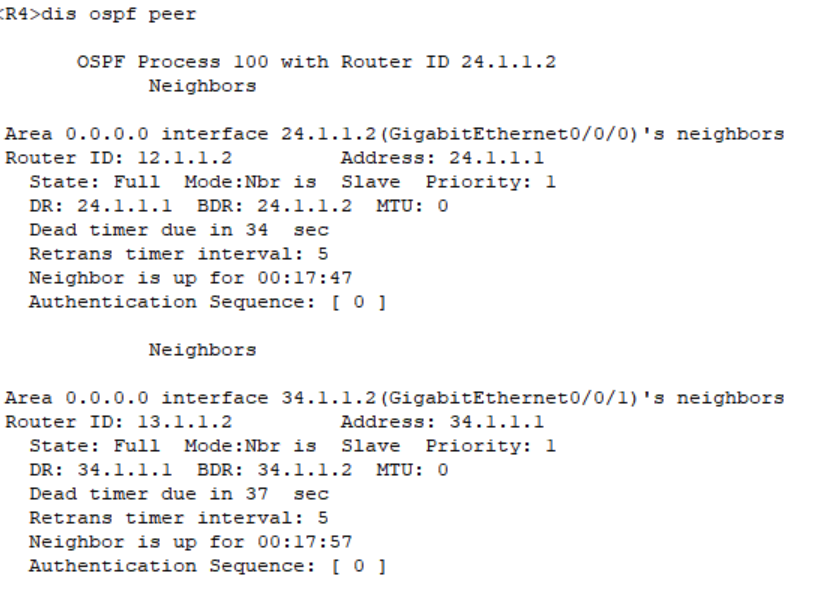 <R4>dis ospf peer
OSPF Process 100 with Router ID 24.1.1.2
Neighbors
Area 0.0.0.0 interface 24.1.1.2(GigabitEthernet0/0/0)'s neighbors
Router ID: 12.1.1.2 Address: 24.1.1.1
State: Full Mode:Nbr is Slave Priority: 1
DR: 24.1.1.1 BDR: 24.1.1.2 MTU: 0
Dead timer due in 34 sec
Retrans timer interval: 5
Neighbor is up for 00:17:47
Authentication Sequence: [ 0 ]
Neighbors
Area 0.0.0.0 interface 34.1.1.2(GigabitEthernet0/0/1)'s neighbors
Router ID: 13.1.1.2 Address: 34.1.1.1
State: Full Mode:Nbr is Slave Priority: 1
DR: 34.1.1.1 BDR: 34.1.1.2 MTU: 0
Dead timer due in 37 sec
Retrans timer interval: 5
Neighbor is up for 00:17:57
Authentication Sequence: [ 0 ]